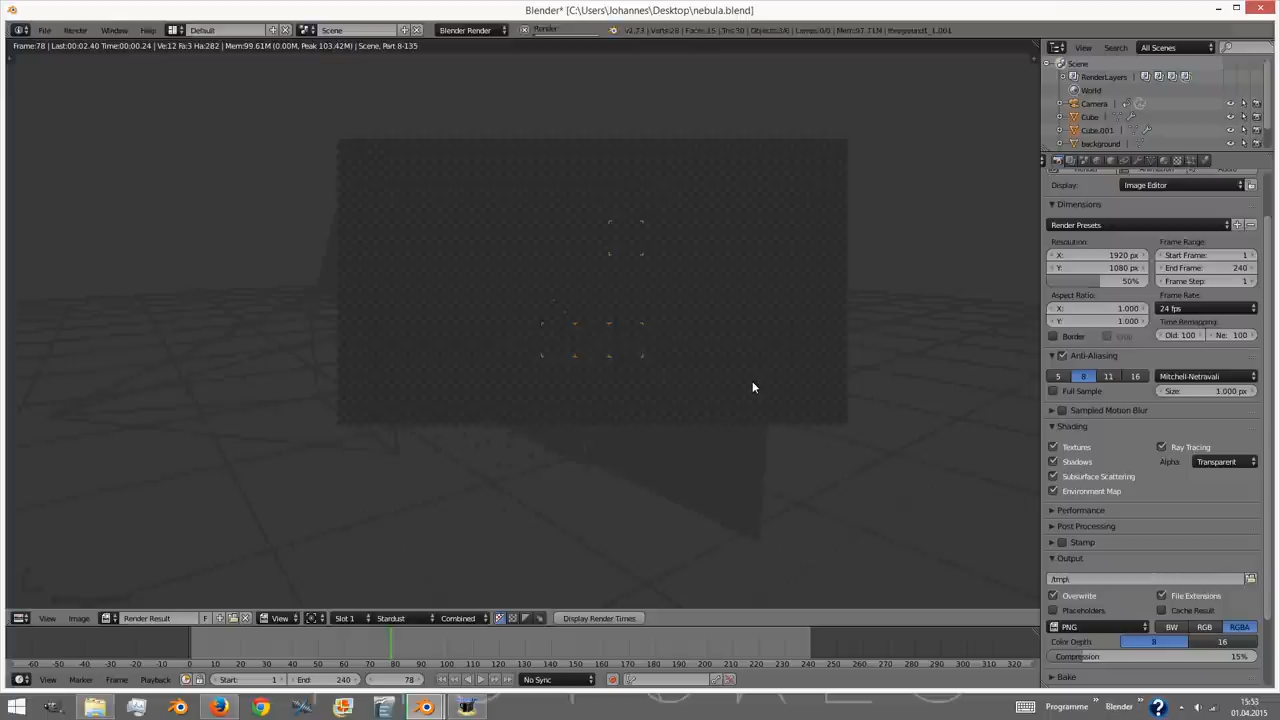 Blender* [C:\Users\Johannes\Desktop\nebula.blend]
File Render Window Help Default Scene Blender Render Render
Frame:78 | Last:00:02.40 Time:00:00.24 | Ve:12 Fa:3 Ha:282 | Mem:99.61M (0.00M, Peak 103.42M) | Scene, Part 8-135
View Search All Scenes
Scene
RenderLayers
World
Camera
Cube
Cube.001
background
Display: Image Editor
Dimensions
Render Presets
Resolution: Frame Range:
X: 1920 px Start Frame: 1
Y: 1080 px End Frame: 240
50% Frame Step: 1
Aspect Ratio: Frame Rate:
X: 1.000 24 fps
Y: 1.000 Time Remapping:
Border Old: 100 Ne: 100
Anti-Aliasing
5 8 11 16 Mitchell-Netravali
Full Sample Size: 1.000 px
Sampled Motion Blur
Shading
Textures Ray Tracing
Shadows Alpha Transparent
Subsurface Scattering
Environment Map
Performance
Post Processing
Stamp
Output
/tmp\
Overwrite File Extensions
Placeholders Cache Result
PNG BW RGB RGBA
Color Depth: 8 16
Compression: 15%
Bake
View Image Render Result F View Slot 1 Stardust Combined Display Render Times
-60 -50 -40 -30 -20 -10 0 10 20 30 40 50 60 70 80 90 100 110 120 130 140 150 160 170 180 190 200 210 220 230 240 250 260 270 280 290 300 310 320
View Marker Frame Playback Start: 1 End: 240 78 No Sync
Programme Blender 15:53
01.04.2015